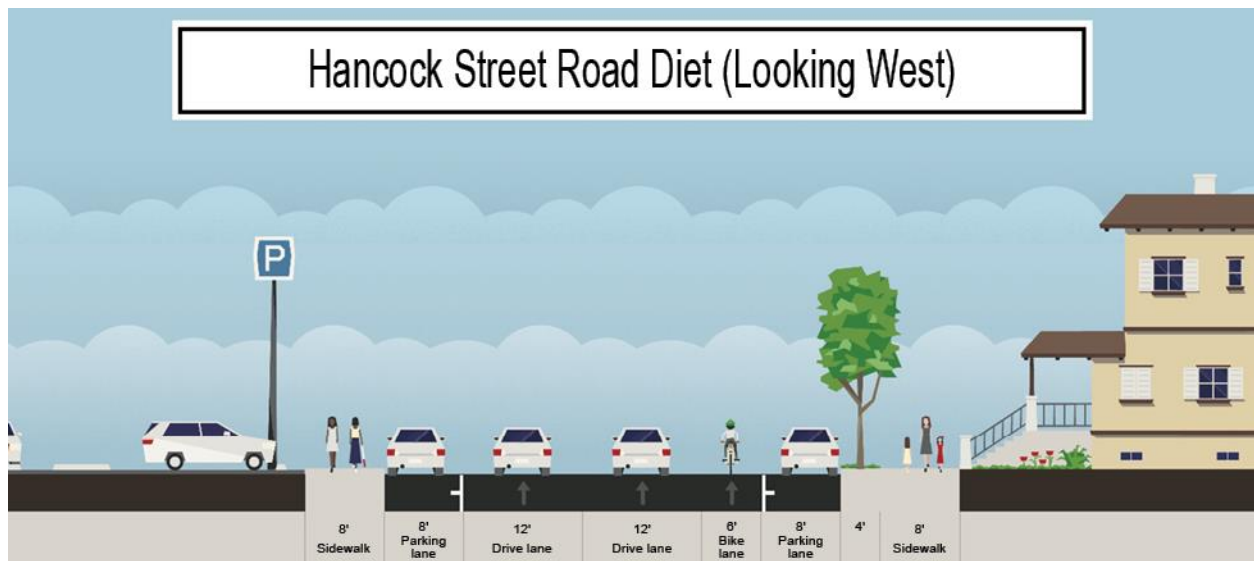 Hancock Street Road Diet (Looking West)
P
8'
Sidewalk
8'
Parking
lane
12'
Drive lane
12'
Drive lane
6'
Bike
lane
8'
Parking
lane
4'
8'
Sidewalk